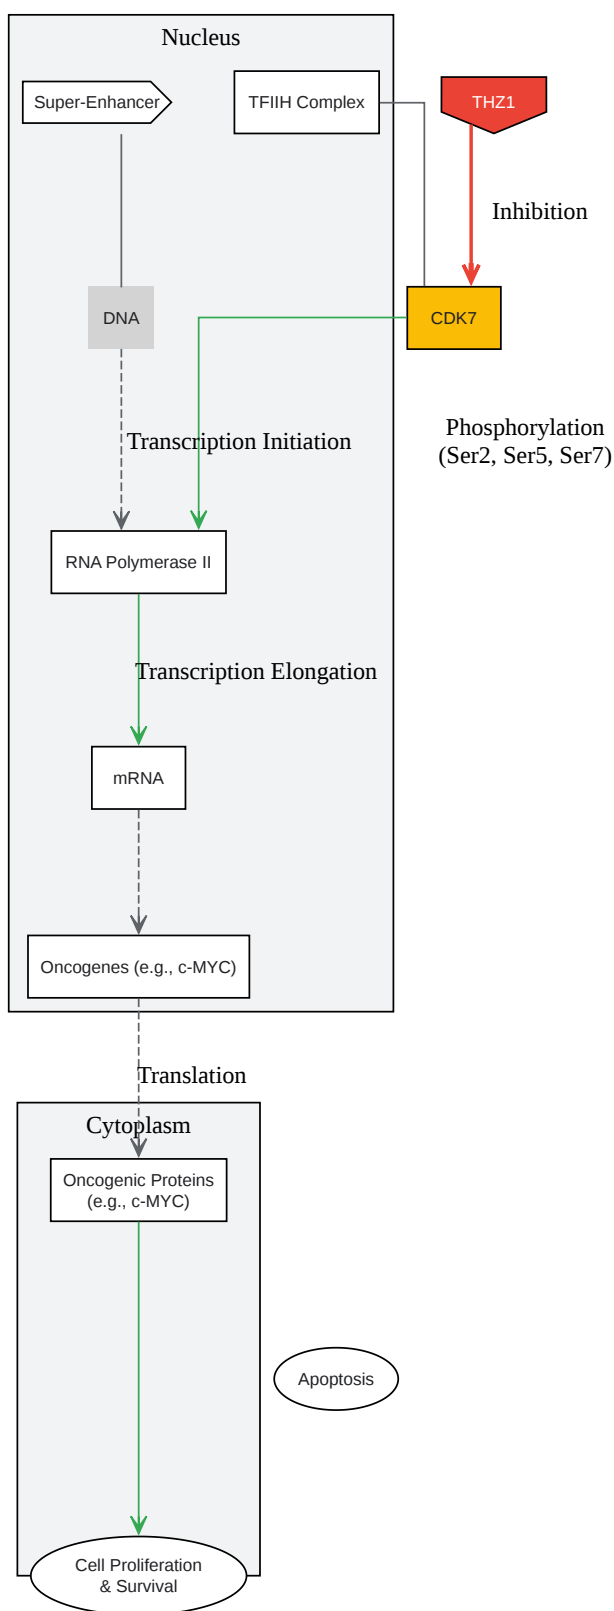 Nucleus
Super-Enhancer
TFIIH Complex
THZ1
Inhibition
DNA
CDK7
Transcription Initiation
Phosphorylation
(Ser2, Ser5, Ser7)
RNA Polymerase II
Transcription Elongation
mRNA
Oncogenes (e.g., c-MYC)
Translation
Cytoplasm
Oncogenic Proteins
(e.g., c-MYC)
Apoptosis
Cell Proliferation
& Survival